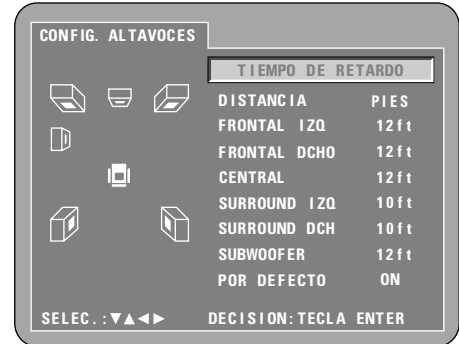 CONFIG. ALTAVOCES
TIEMPO DE RETARDO
DISTANCIA PIES
FRONTAL IZQ 12ft
FRONTAL DCHO 12ft
CENTRAL 12ft
SURROUND IZQ 10ft
SURROUND DCH 10ft
SUBWOOFER 12ft
POR DEFECTO ON
SELEC.:▼▲◀▶ DECISION:TECLA ENTER